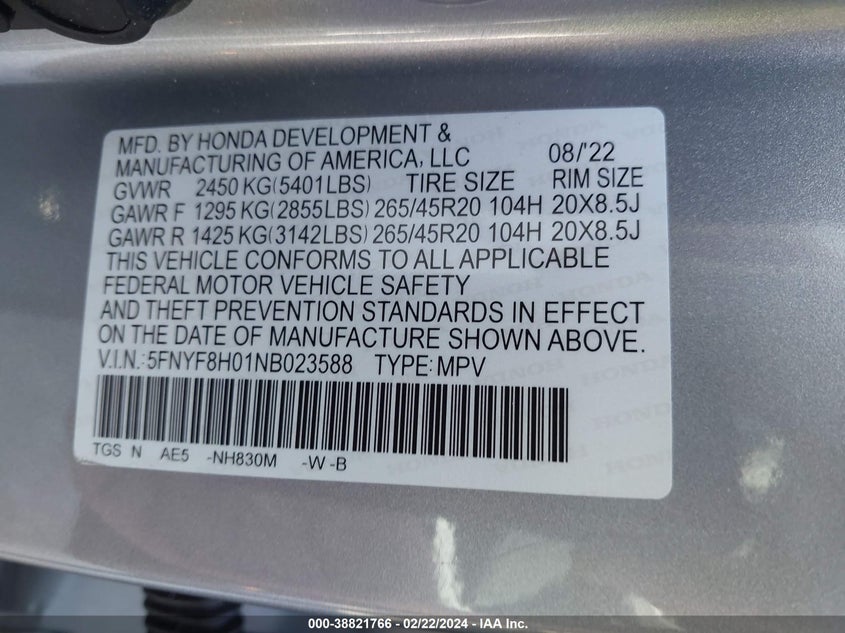 MFD. BY HONDA DEVELOPMENT &
MANUFACTURING OF AMERICA, LLC 08/'22
GVWR 2450 KG(5401LBS) TIRE SIZE RIM SIZE
GAWR F 1295 KG(2855LBS) 265/45R20 104H 20X8.5J
GAWR R 1425 KG(3142LBS) 265/45R20 104H 20X8.5J
THIS VEHICLE CONFORMS TO ALL APPLICABLE
FEDERAL MOTOR VEHICLE SAFETY
AND THEFT PREVENTION STANDARDS IN EFFECT
ON THE DATE OF MANUFACTURE SHOWN ABOVE.
V.I.N.:5FNYF8H01NB023588 TYPE:MPV
TGS N AE5 -NH830M -W -B
000-38821766 - 02/22/2024 - IAA Inc.